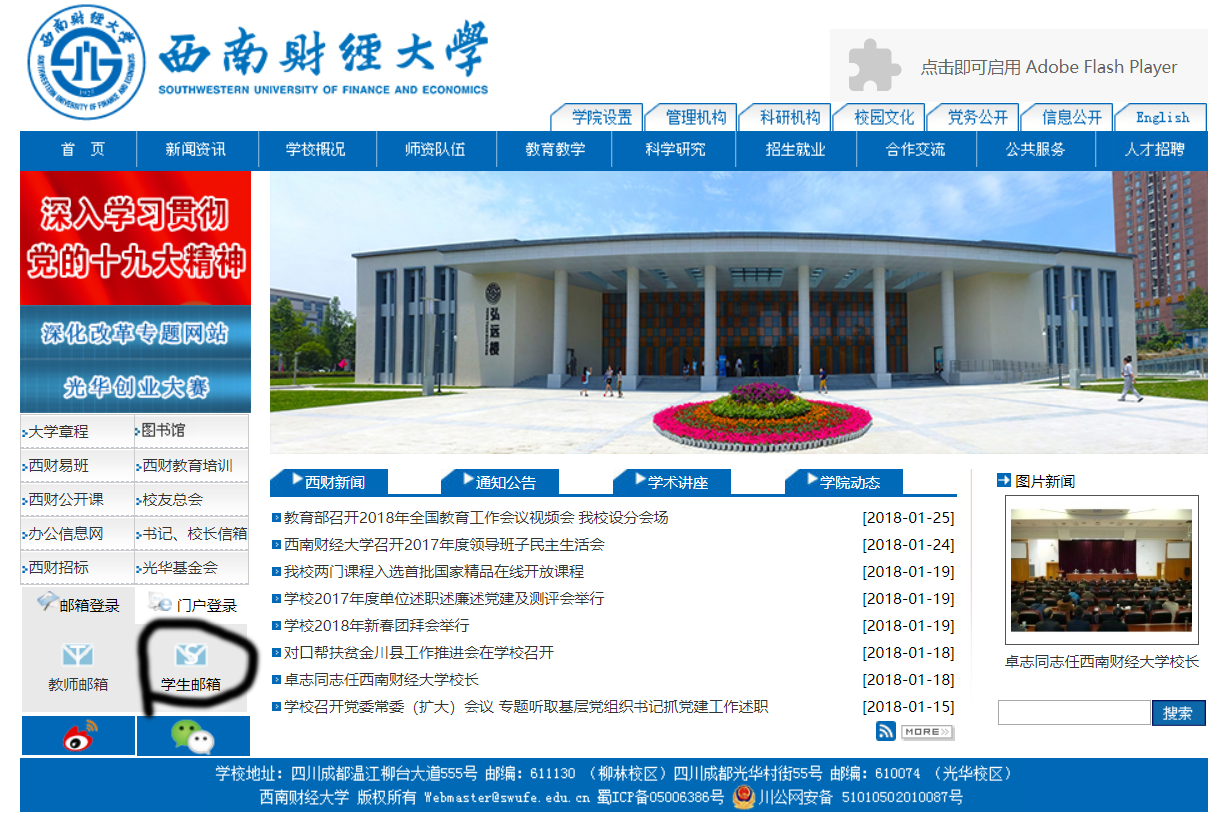 西南财经大学
SOUTHWESTERN UNIVERSITY OF FINANCE AND ECONOMICS
西南财经大学
SOUTHWESTERN UNIVERSITY OF FINANCE AND ECONOMICS
点击即可启用 Adobe Flash Player
学院设置 管理机构 科研机构 校园文化 党务公开 信息公开 English
首 页 新闻资讯 学校概况 师资队伍 教育教学 科学研究 招生就业 合作交流 公共服务 人才招聘
深入学习贯彻
党的十九大精神
深化改革专题网站
光华创业大赛
弘远楼
大学章程 图书馆
西财易班 西财教育培训
西财公开课 校友总会
办公信息网 书记、校长信箱
西财招标 光华基金会
邮箱登录 门户登录
教师邮箱 学生邮箱
西财新闻 通知公告 学术讲座 学院动态
教育部召开2018年全国教育工作会议视频会 我校设分会场 [2018-01-25]
西南财经大学召开2017年度领导班子民主生活会 [2018-01-24]
我校两门课程入选首批国家精品在线开放课程 [2018-01-19]
学校2017年度单位述职述廉述党建及测评会举行 [2018-01-19]
学校2018年新春团拜会举行 [2018-01-19]
对口帮扶金川县工作推进会在学校召开 [2018-01-18]
卓志同志任西南财经大学校长 [2018-01-18]
学校召开党委常委（扩大）会议 专题听取基层党组织书记抓党建工作述职 [2018-01-15]
MORE
图片新闻
卓志同志任西南财经大学校长
搜索
学校地址：四川成都温江柳台大道555号 邮编：611130 （柳林校区）四川成都光华村街55号 邮编：610074 （光华校区）
西南财经大学 版权所有 Webmaster@swufe.edu.cn 蜀ICP备05006386号 川公网安备 51010502010087号